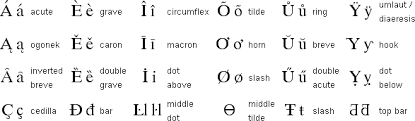 Á á acute È è grave Î î circumflex Õ õ tilde Ů ů ring Ÿ ÿ umlaut / diaeresis
Ą ą ogonek Ě ě caron Ī ī macron Ơ ơ horn Ŭ ŭ breve Ƴ hook
Ȃ ȃ inverted breve Ȅ ȅ double grave İ i dot above Ø ø slash Ű ű double acute Ỵ ỵ dot below
Ç ç cedilla Đ đ bar Ŀ ŀ middle dot Ɵ middle tilde Ŧ ŧ slash Ƌ ƌ top bar